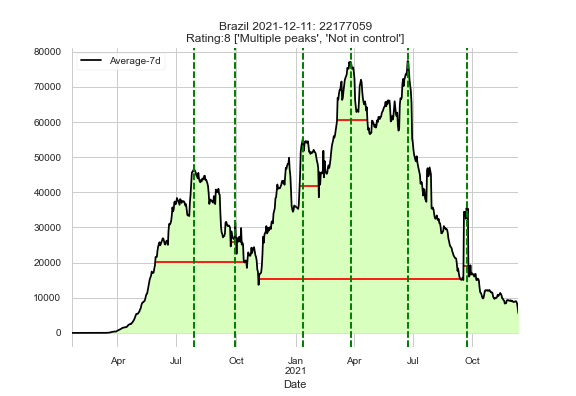 Brazil 2021-12-11: 22177059
Rating:8 ['Multiple peaks', 'Not in control']
Average-7d
80000
70000
60000
50000
40000
30000
20000
10000
0
Apr Jul Oct Jan Apr Jul Oct
2021
Date